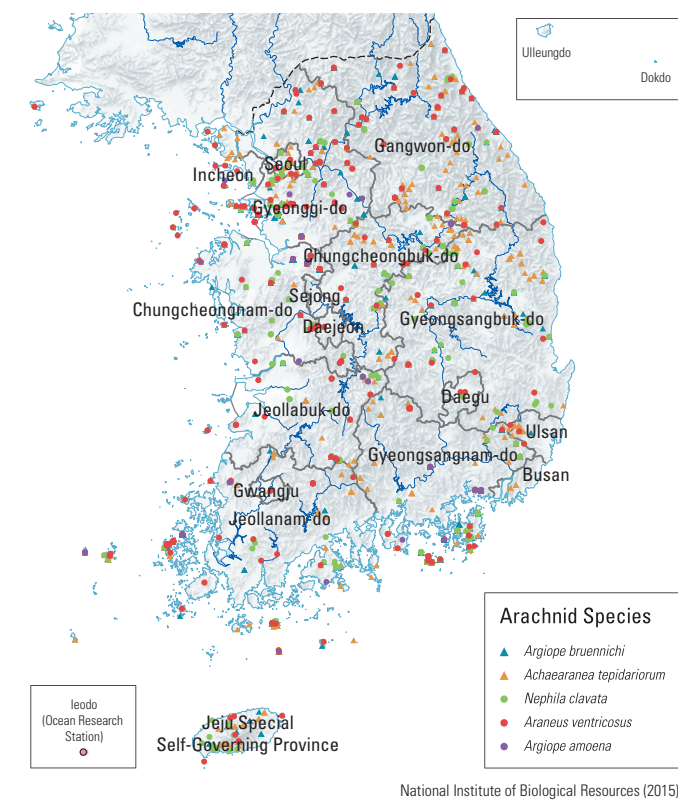 Ulleungdo
Dokdo
Gangwon-do
Seoul
Incheon
Gyeonggi-do
Chungcheongbuk-do
Sejong
Chungcheongnam-do
Daejeon
Gyeongsangbuk-do
Daegu
Jeollabuk-do
Ulsan
Gyeongsangnam-do
Busan
Gwangju
Jeollanam-do
Arachnid Species
Argiope bruennichi
Achaearanea tepidariorum
Nephila clavata
Araneus ventricosus
Argiope amoena
Ieodo
(Ocean Research
Station)
Jeju Special
Self-Governing Province
National Institute of Biological Resources (2015)